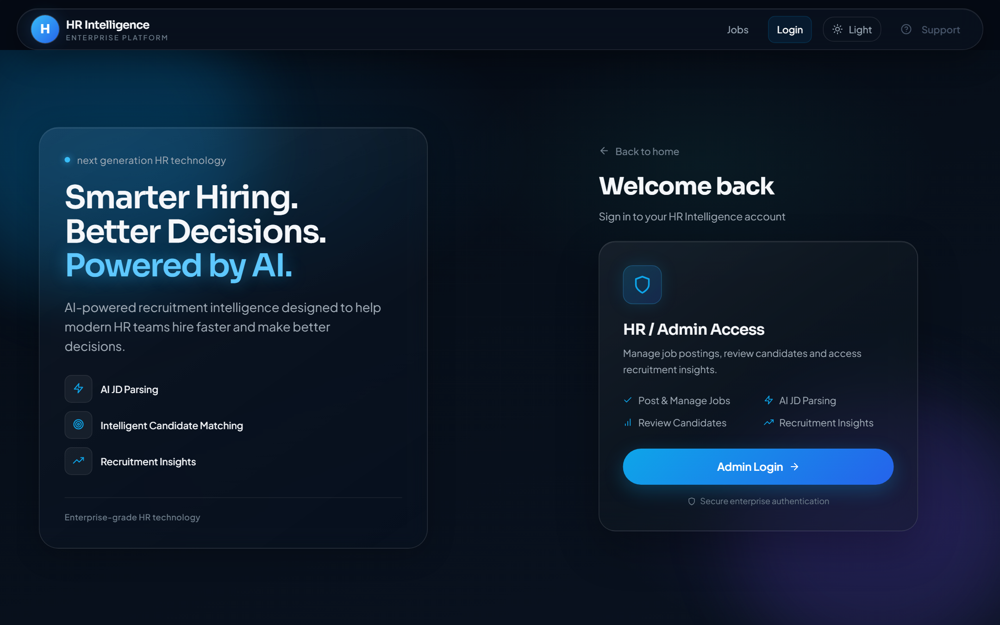 H
HR Intelligence
ENTERPRISE PLATFORM
Jobs
Login
Light
Support
next generation HR technology
Smarter Hiring.
Better Decisions.
Powered by AI.
AI-powered recruitment intelligence designed to help
modern HR teams hire faster and make better
decisions.
AI JD Parsing
Intelligent Candidate Matching
Recruitment Insights
Enterprise-grade HR technology
Back to home
Welcome back
Sign in to your HR Intelligence account
HR / Admin Access
Manage job postings, review candidates and access
recruitment insights.
Post & Manage Jobs
AI JD Parsing
Review Candidates
Recruitment Insights
Admin Login
Secure enterprise authentication